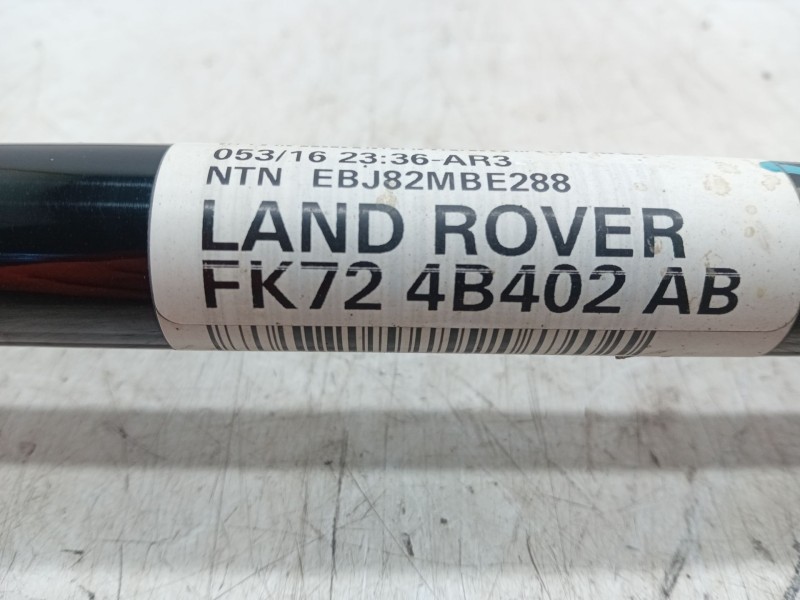 053/16 23:36-AR3
NTN EBJ82MBE288
LAND ROVER
FK72 4B402 AB